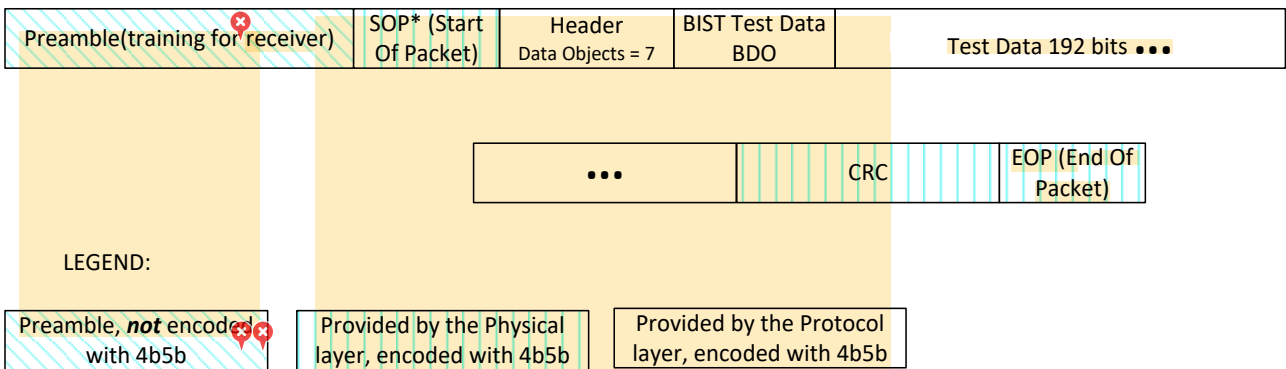 Preamble(training for receiver)
SOP* (Start
Of Packet)
Header
Data Objects = 7
BIST Test Data
BDO
Test Data 192 bits •••
•••
CRC
EOP (End Of
Packet)
LEGEND:
Preamble, not encoded
with 4b5b
Provided by the Physical
layer, encoded with 4b5b
Provided by the Protocol
layer, encoded with 4b5b